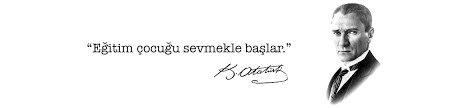 “Eğitim çocuğu sevmekle başlar.”
K. Atatürk